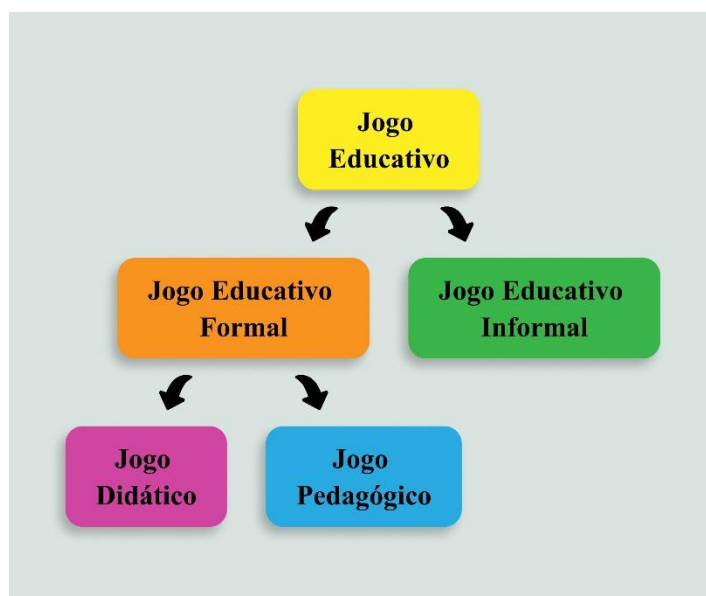 Jogo
Educativo
Jogo Educativo
Formal
Jogo Educativo
Informal
Jogo
Didático
Jogo
Pedagógico